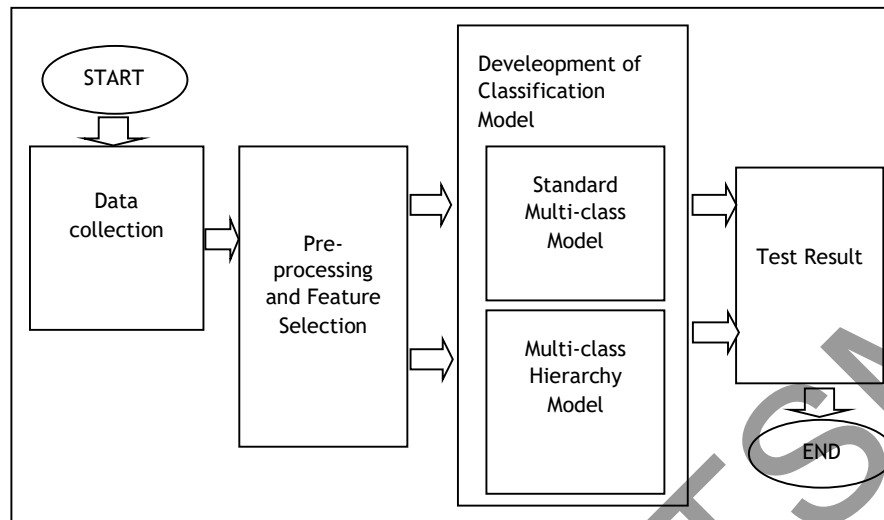 START
Data
collection
Pre-
processing
and Feature
Selection
Develeopment of
Classification
Model
Standard
Multi-class
Model
Multi-class
Hierarchy
Model
Test Result
END